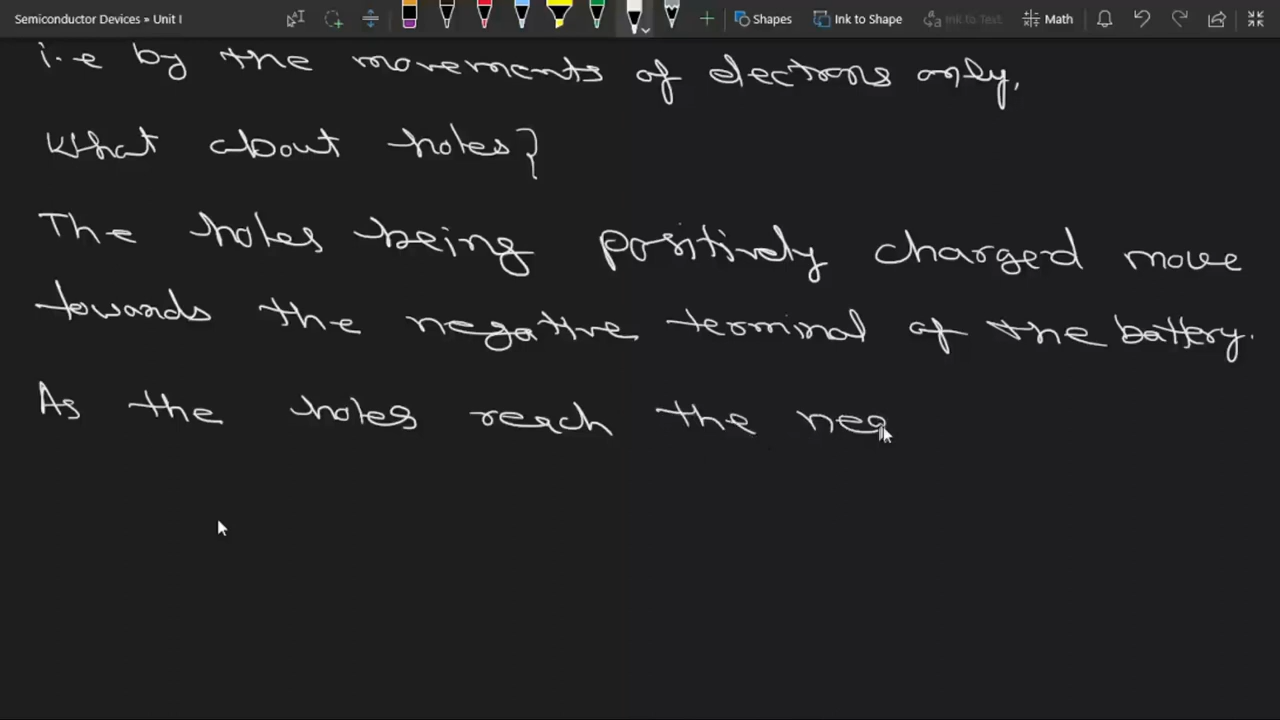 Semiconductor Devices » Unit I
Shapes
Ink to Shape
Ink to Text
Math
i.e by the movements of electrons only.
What about holes?
The holes being positively charged move
towards the negative terminal of the battery.
As the holes reach the neg